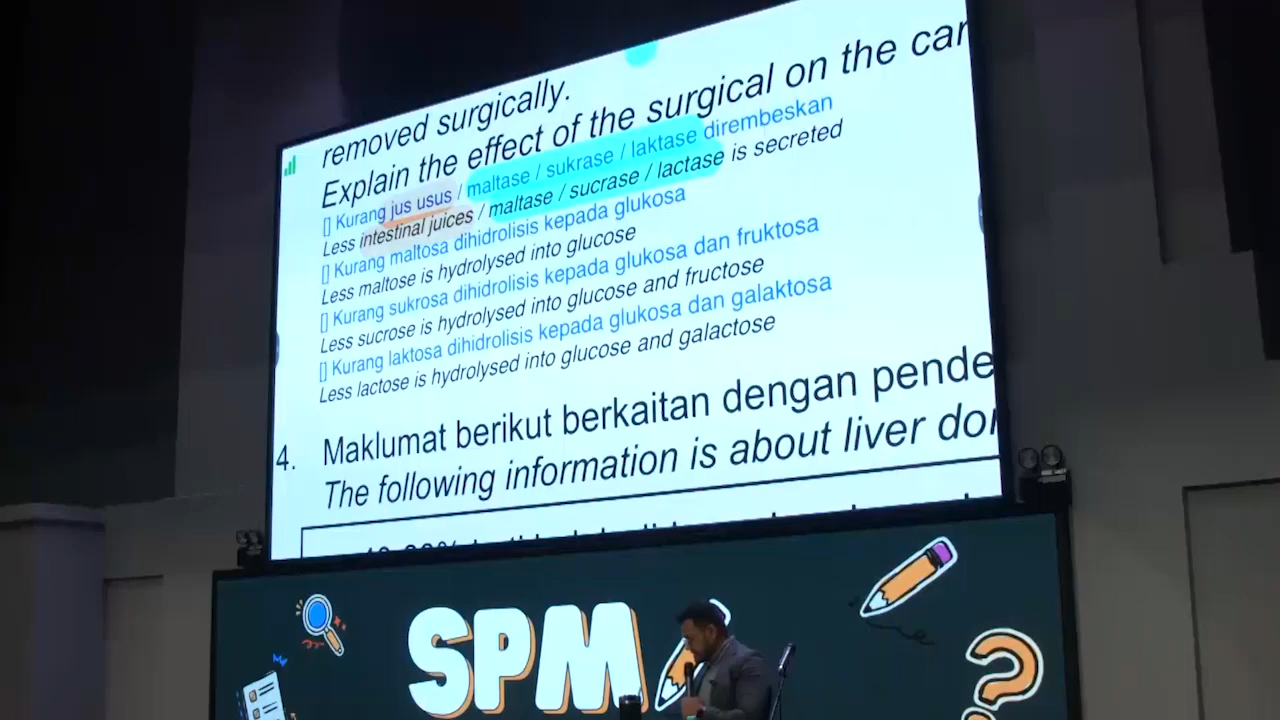 removed surgically.
Explain the effect of the surgical on the car
[] Kurang jus usus / maltase / sukrase / laktase dirembeskan
Less intestinal juices / maltase / sucrase / lactase is secreted
[] Kurang maltosa dihidrolisis kepada glukosa
Less maltose is hydrolysed into glucose
[] Kurang sukrosa dihidrolisis kepada glukosa dan fruktosa
Less sucrose is hydrolysed into glucose and fructose
[] Kurang laktosa dihidrolisis kepada glukosa dan galaktosa
Less lactose is hydrolysed into glucose and galactose
4. Maklumat berikut berkaitan dengan pende
The following information is about liver do
SPM